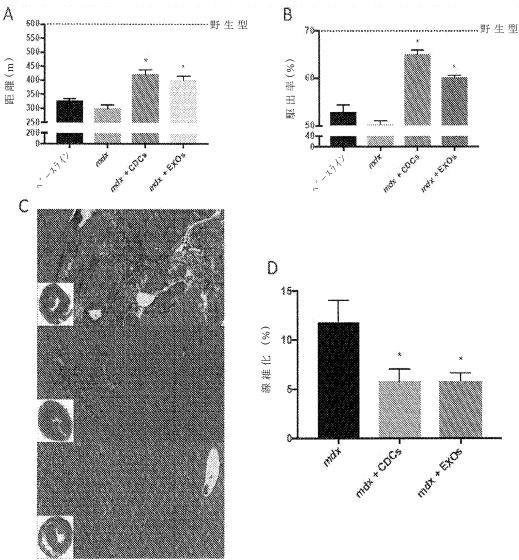 A
600
550
500
450
400
350
300
250
200
0
距離(m)
野生型
ベースライン
mdx
mdx + CDCs
mdx + EXOs
B
70
60
50
40
0
駆出率(%)
野生型
ベースライン
mdx
mdx + CDCs
mdx + EXOs
C
D
15
10
5
0
線維化 (%)
mdx
mdx + CDCs
mdx + EXOs